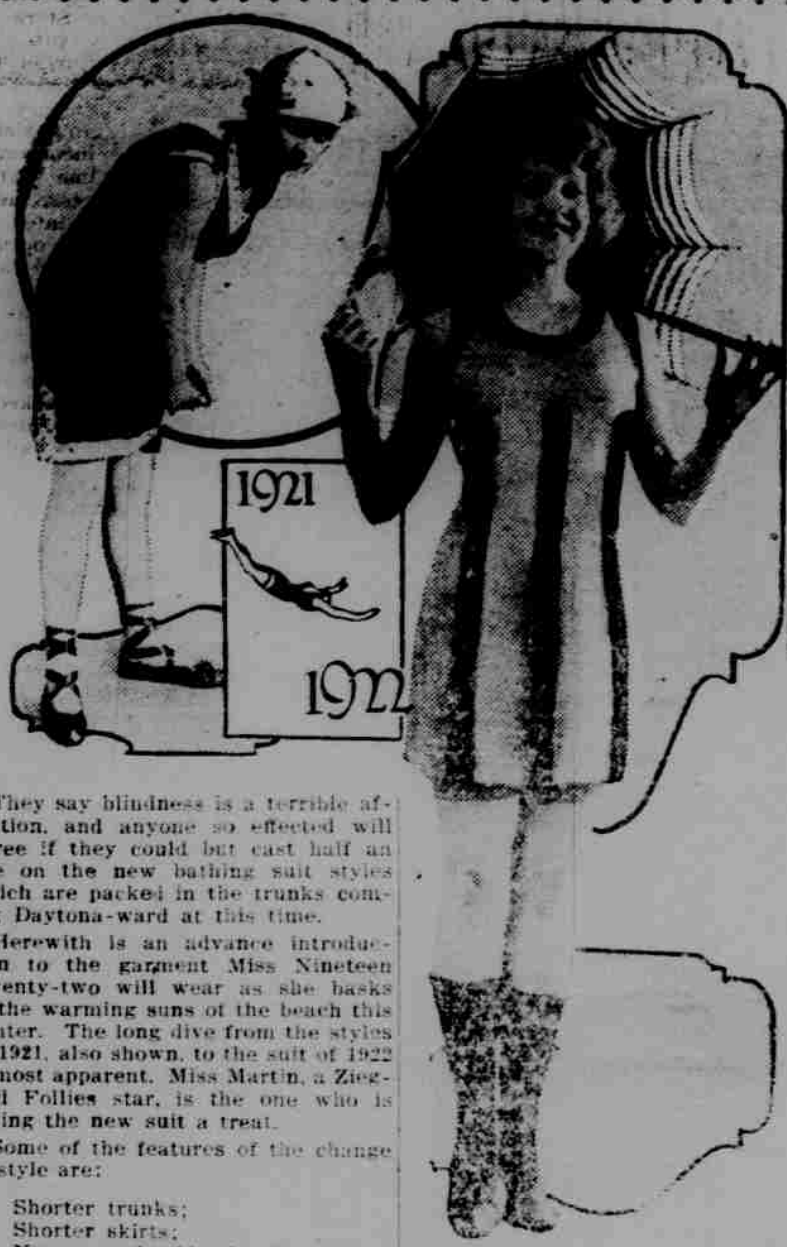 1921
1922
They say blindness is a terrible af-
tion, and anyone so effected will
ree if they could but cast half an
e on the new bathing suit styles
ich are packed in the trunks com-
Daytona-ward at this time.
Herewith is an advance introduc-
n to the garment Miss Nineteen
enty-two will wear as she basks
the warming suns of the beach this
nter. The long dive from the styles
1921, also shown, to the suit of 1922
most apparent. Miss Martin, a Zieg-
d Follies star, is the one who is
ing the new suit a treat.
Some of the features of the change
style are:
Shorter trunks;
Shorter skirts;